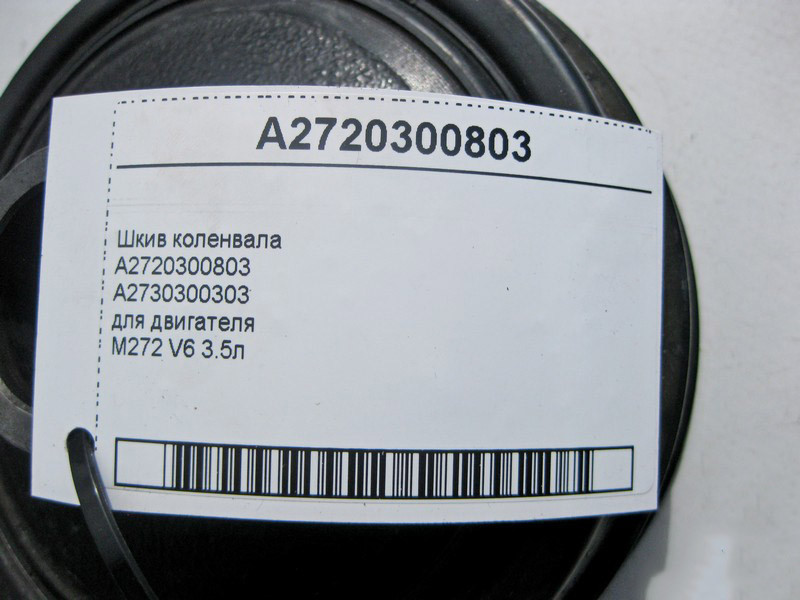 A2720300803
Шкив коленвала
A2720300803
A2730300303
для двигателя
M272 V6 3.5л